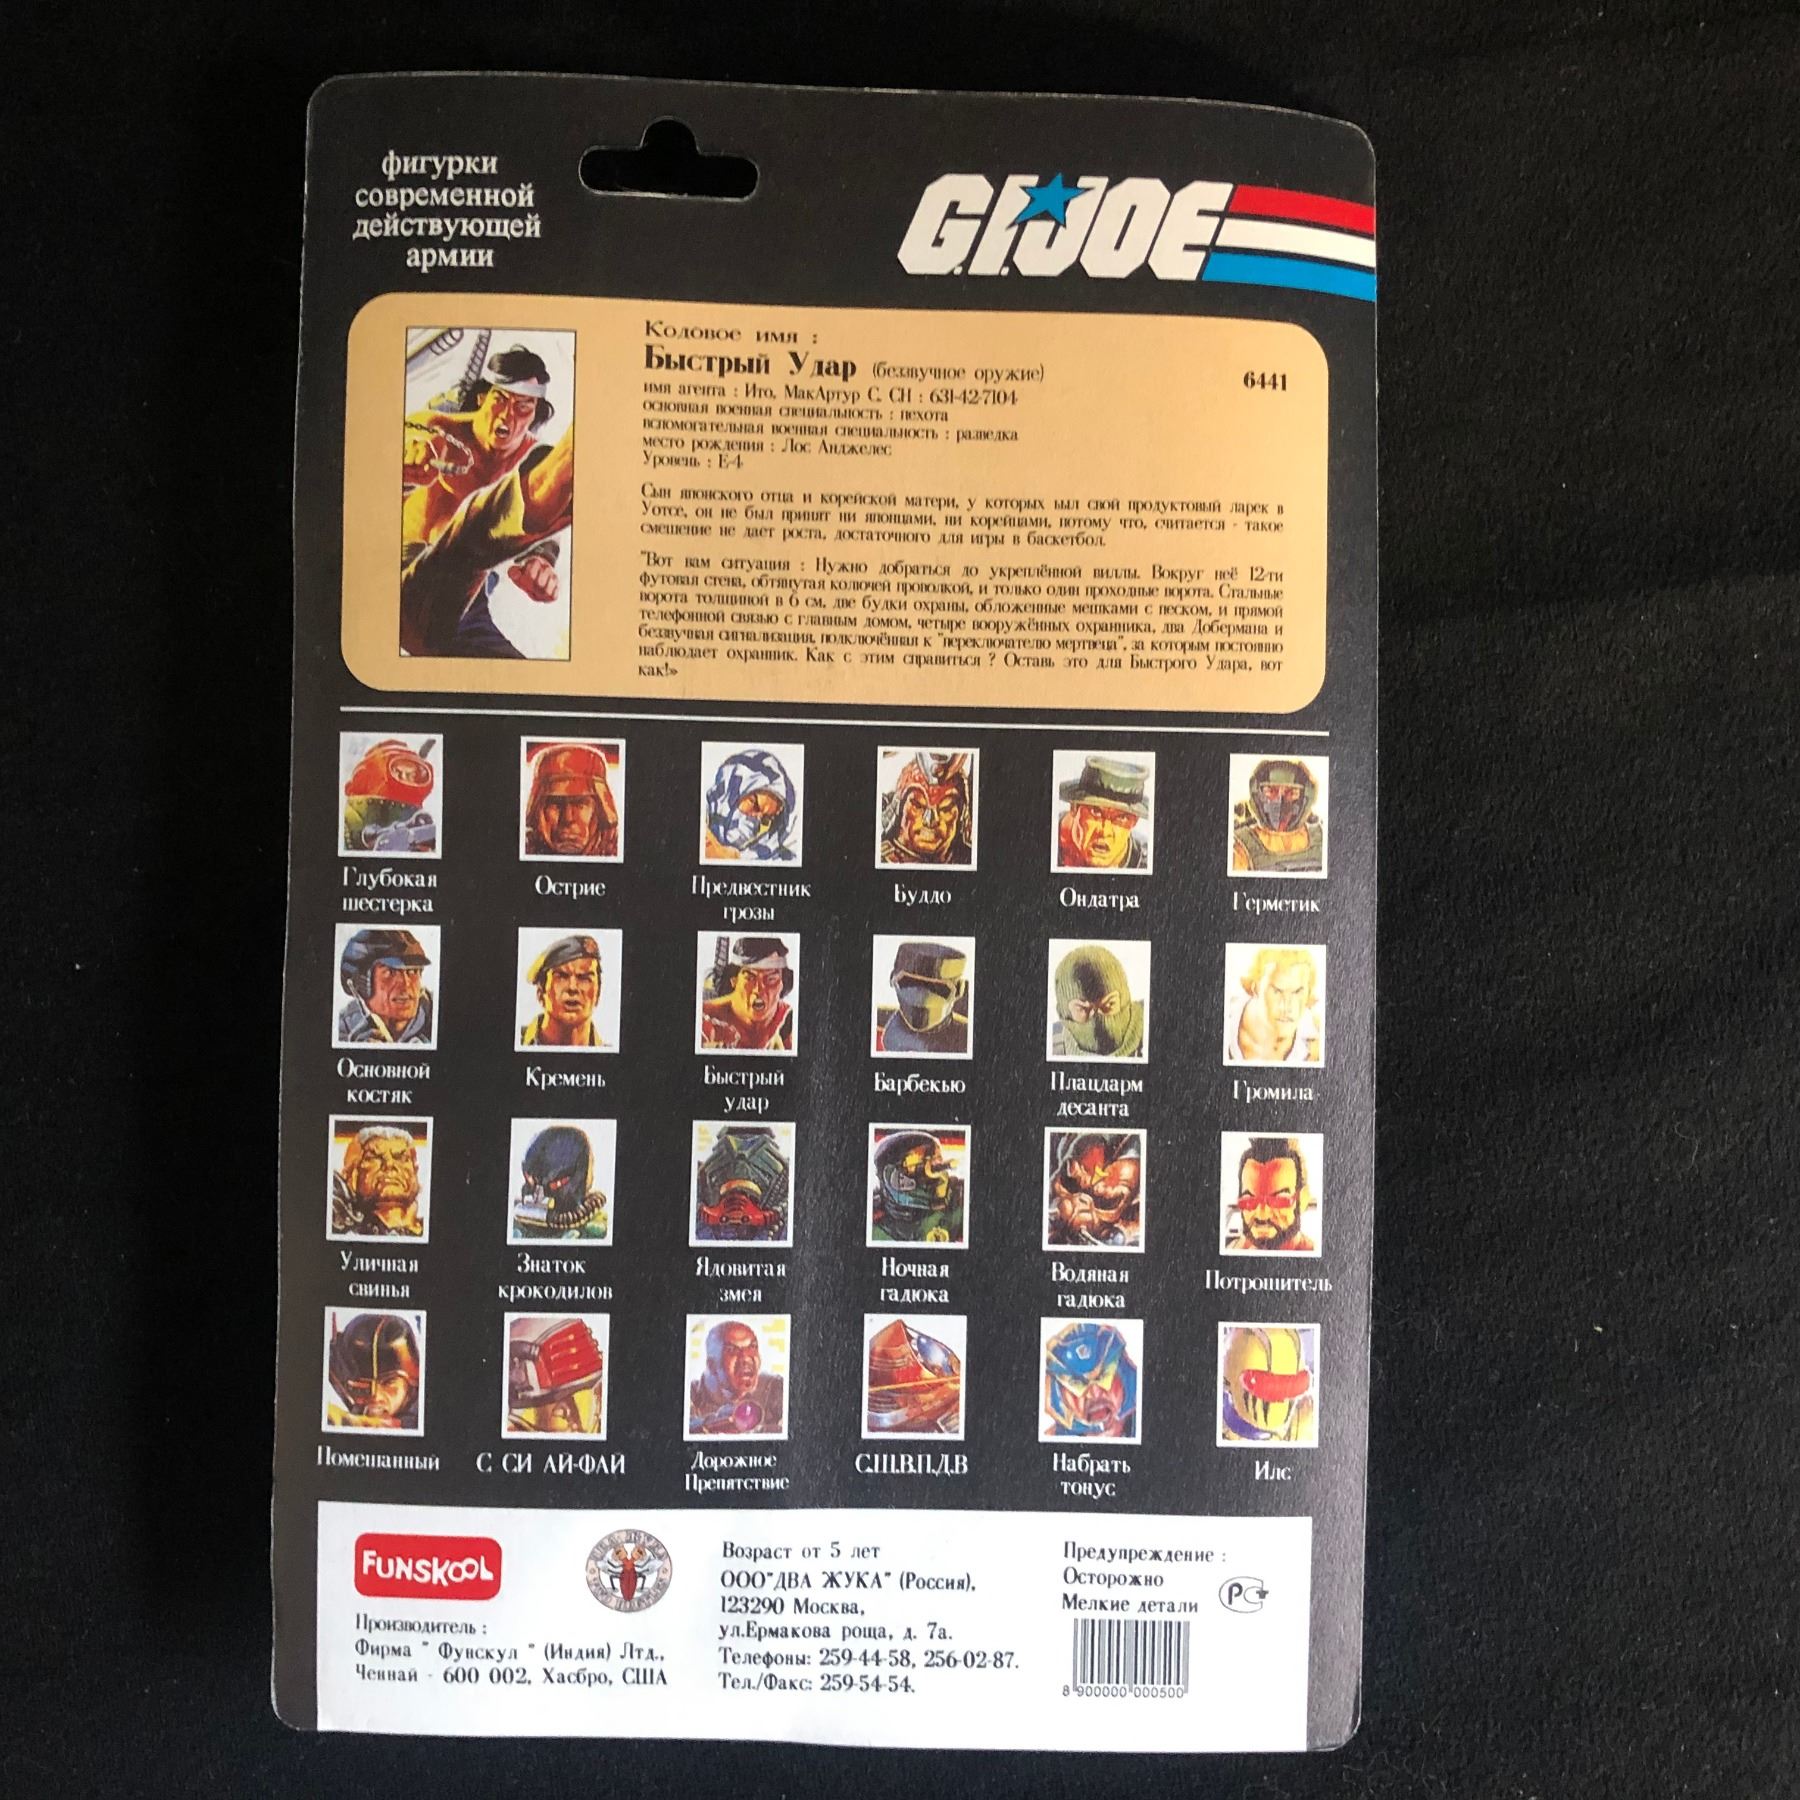 фигурки
современной
действующей
армии
G.I.JOE
Кодовое имя :
Быстрый Удар (беззвучное оружие)
6441
имя агента : Ито, МакАртур С. СН : 631-42-7104
основная военная специальность : пехота
вспомогательная военная специальность : разведка
место рождения : Лос Анджелес
Уровень : Е-4
Сын японского отца и корейской матери, у которых был свой продуктовый ларек в
Уотсе, он не был принят ни японцами, ни корейцами, потому что, считается - такое
смешение не дает роста, достаточного для игры в баскетбол.
"Вот вам ситуация : Нужно добраться до укреплённой виллы. Вокруг неё 12-ти
футовая стена, обтянутая колючей проволкой, и только один проходные ворота. Стальные
ворота толщиной в 6 см, две будки охраны, обложенные мешками с песком, и прямой
телефонной связью с главным домом, четыре вооружённых охранника, два Добермана и
беззвучная сигнализация, подключённая к "переключателю мертвеца", за которым постоянно
наблюдает охранник. Как с этим справиться ? Оставь это для Быстрого Удара, вот
как!»
Глубокая
шестерка
Острие
Предвестник
грозы
Буддо
Ондатра
Герметик
Основной
костяк
Кремень
Быстрый
удар
Барбекью
Плацдарм
десанта
Громила
Уличная
свинья
Знаток
крокодилов
Ядовитая
змея
Ночная
гадюка
Водяная
гадюка
Потрошитель
Помешанный
С. СИ АЙ-ФАЙ
Дорожное
Препятствие
С.Ш.В.П.Д.В
Набрать
тонус
Илс
FUNSKOOL
Производитель :
Фирма " Фунскул " (Индия) Лтд.,
Ченнай - 600 002, Хасбро, США
Возраст от 5 лет
ООО"ДВА ЖУКА" (Россия),
123290 Москва,
ул.Ермакова роща, д. 7а.
Телефоны: 259-44-58, 256-02-87.
Тел./Факс: 259-54-54.
Предупреждение :
Осторожно
Мелкие детали
8 900000 000500